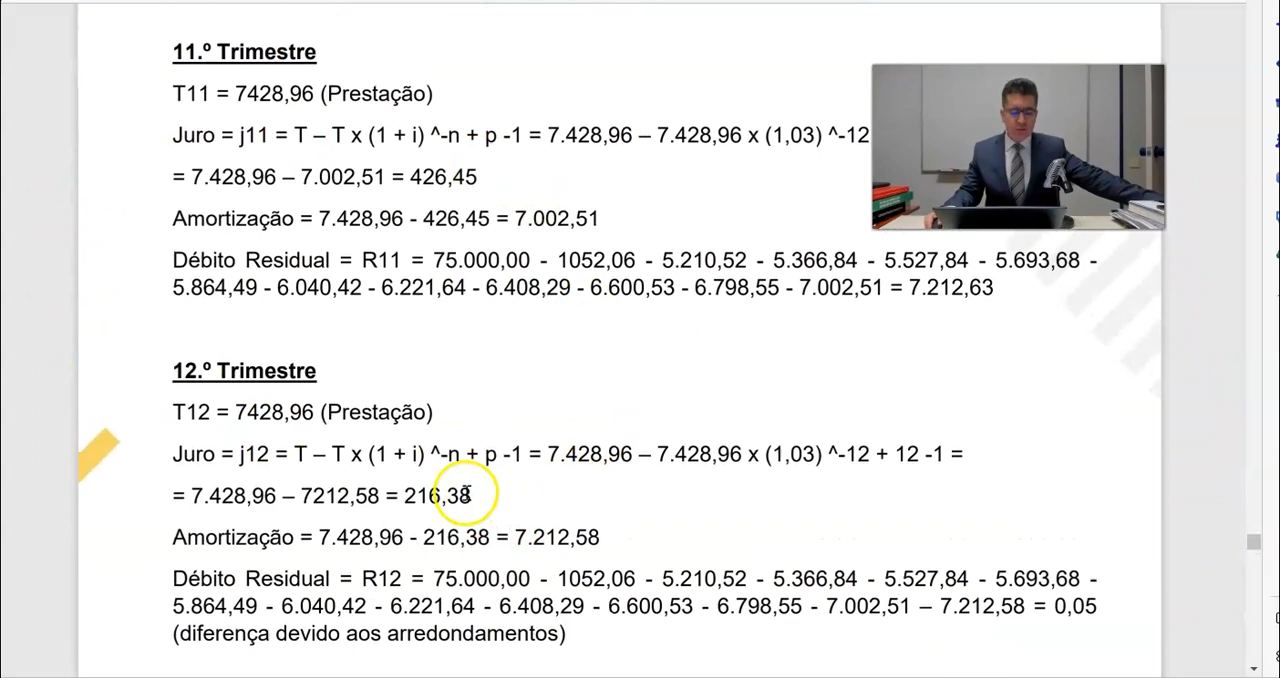 11.º Trimestre
T11 = 7428,96 (Prestação)
Juro = j11 = T – T x (1 + i) ^-n + p -1 = 7.428,96 – 7.428,96 x (1,03) ^-12
= 7.428,96 – 7.002,51 = 426,45
Amortização = 7.428,96 - 426,45 = 7.002,51
Débito Residual = R11 = 75.000,00 - 1052,06 - 5.210,52 - 5.366,84 - 5.527,84 - 5.693,68 -
5.864,49 - 6.040,42 - 6.221,64 - 6.408,29 - 6.600,53 - 6.798,55 - 7.002,51 = 7.212,63
12.º Trimestre
T12 = 7428,96 (Prestação)
Juro = j12 = T – T x (1 + i) ^-n + p -1 = 7.428,96 – 7.428,96 x (1,03) ^-12 + 12 -1 =
= 7.428,96 – 7212,58 = 216,38
Amortização = 7.428,96 - 216,38 = 7.212,58
Débito Residual = R12 = 75.000,00 - 1052,06 - 5.210,52 - 5.366,84 - 5.527,84 - 5.693,68 -
5.864,49 - 6.040,42 - 6.221,64 - 6.408,29 - 6.600,53 - 6.798,55 - 7.002,51 – 7.212,58 = 0,05
(diferença devido aos arredondamentos)